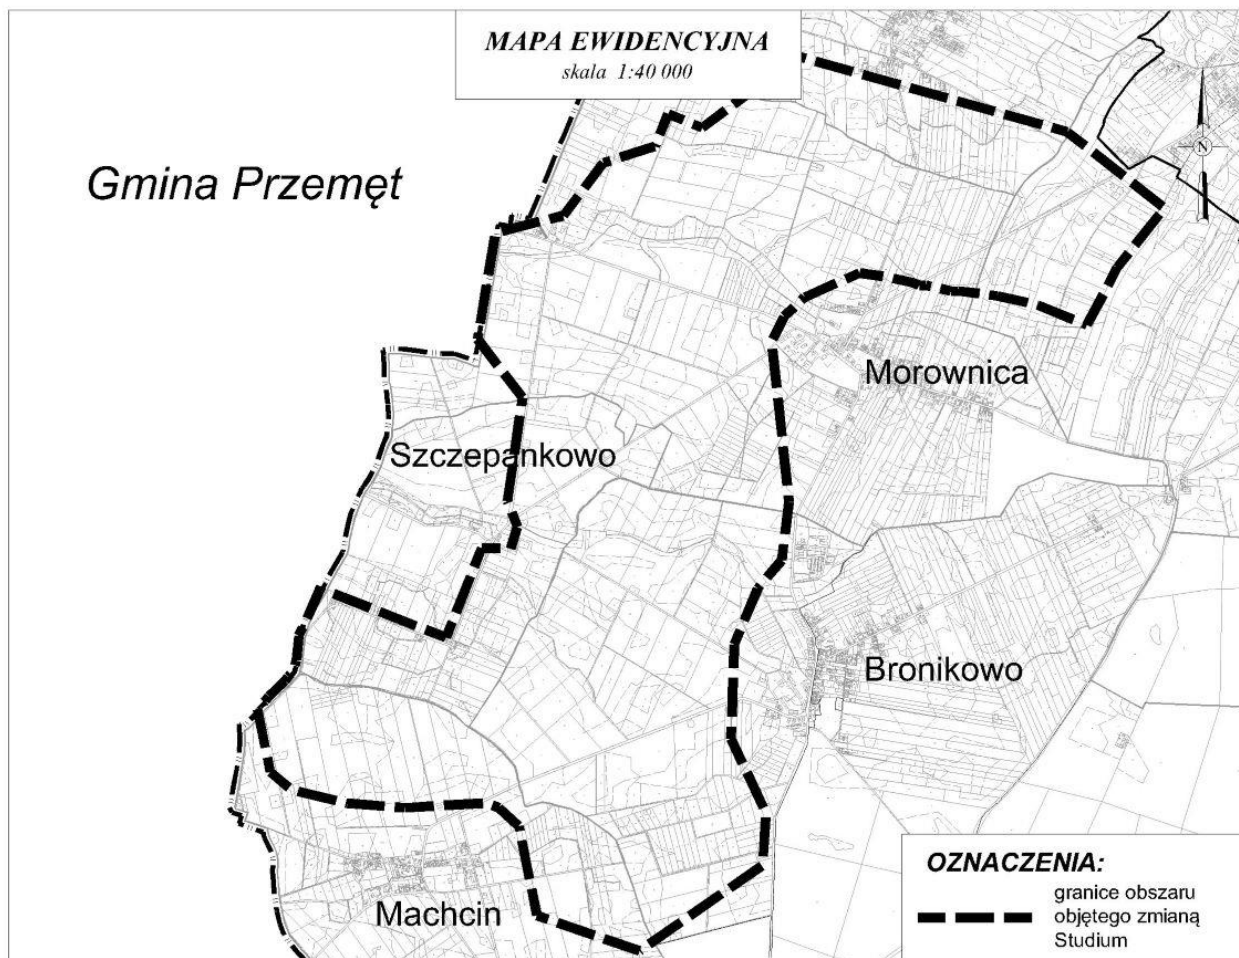 MAPA EWIDENCYJNA
skala 1:40 000
Gmina Przemęt
N
Morownica
Szczepankowo
Bronikowo
Machcin
OZNACZENIA:
granice obszaru
objętego zmianą
Studium